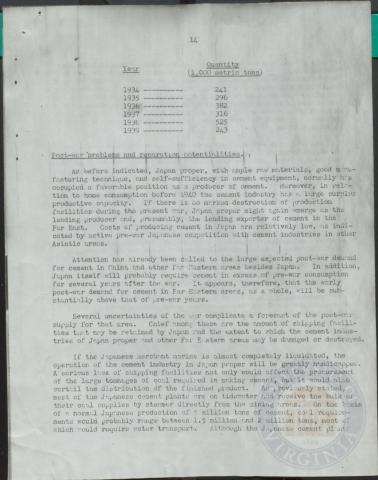 14
Quantity
Year (1,000 metric tons)
1934 ---------- 241
1935 ---------- 296
1936 ---------- 382
1937 ---------- 316
1938 ---------- 525
1939 ---------- 243
Post-war problems and reparation potentialities.
As before indicated, Japan proper, with ample raw materials, good manu-
facturing technique, and self-sufficiency in cement equipment, normally has
occupied a favorable position as a producer of cement. Moreover, in rela-
tion to home consumption before 1940 the cement industry has a large surplus
productive capacity. If there is no serious destruction of production
facilities during the present war, Japan proper might again emerge as the
leading producer and, presumably, the leading exporter of cement in the
Far East. Costs of producing cement in Japan are relatively low, as indi-
cated by active pre-war Japanese competition with cement industries in other
Asiatic areas.
Attention has already been called to the large expected post-war demand
for cement in China and other Far Eastern areas besides Japan. In addition,
Japan itself will probably require cement in excess of pre-war consumption
for several years after the war. It appears, therefore, that the early
post-war demand for cement in Far Eastern areas, as a whole, will be sub-
stantially above that of pre-war years.
Several uncertainties of the war complicate a forecast of the post-war
supply for that area. Chief among these are the amount of shipping facili-
ties that may be retained by Japan and the extent to which the cement indus-
tries of Japan proper and other Far Eastern areas may be damaged or destroyed.
If the Japanese merchant marine is almost completely liquidated, the
operation of the cement industry in Japan proper will be greatly handicapped.
A serious loss of shipping facilities not only would affect the procurement
of the large tonnages of coal required in making cement, but it would also
curtail the distribution of the finished product. As previously stated,
most of the Japanese cement plants are on tidewater and receive the bulk of
their coal supplies by steamer directly from the mining areas. On the basis
of a normal Japanese production of 6 million tons of cement, coal require-
ments would probably range between 1.5 million and 2 million tons, most of
which would require water transport. Although the Japanese cement plants